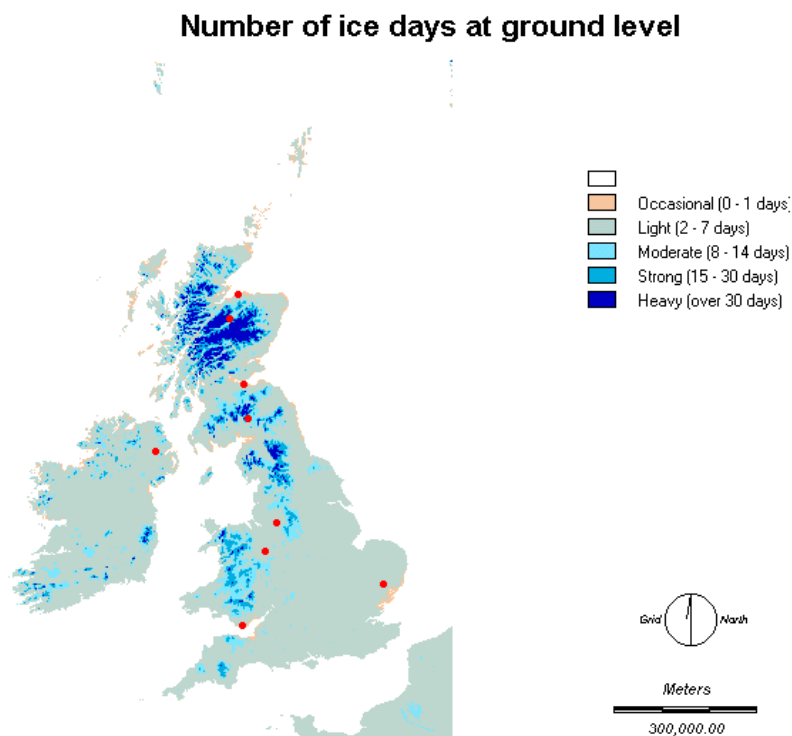 Number of ice days at ground level
Occasional (0 - 1 days)
Light (2 - 7 days)
Moderate (8 - 14 days)
Strong (15 - 30 days)
Heavy (over 30 days)
Grid North
Meters
300,000.00